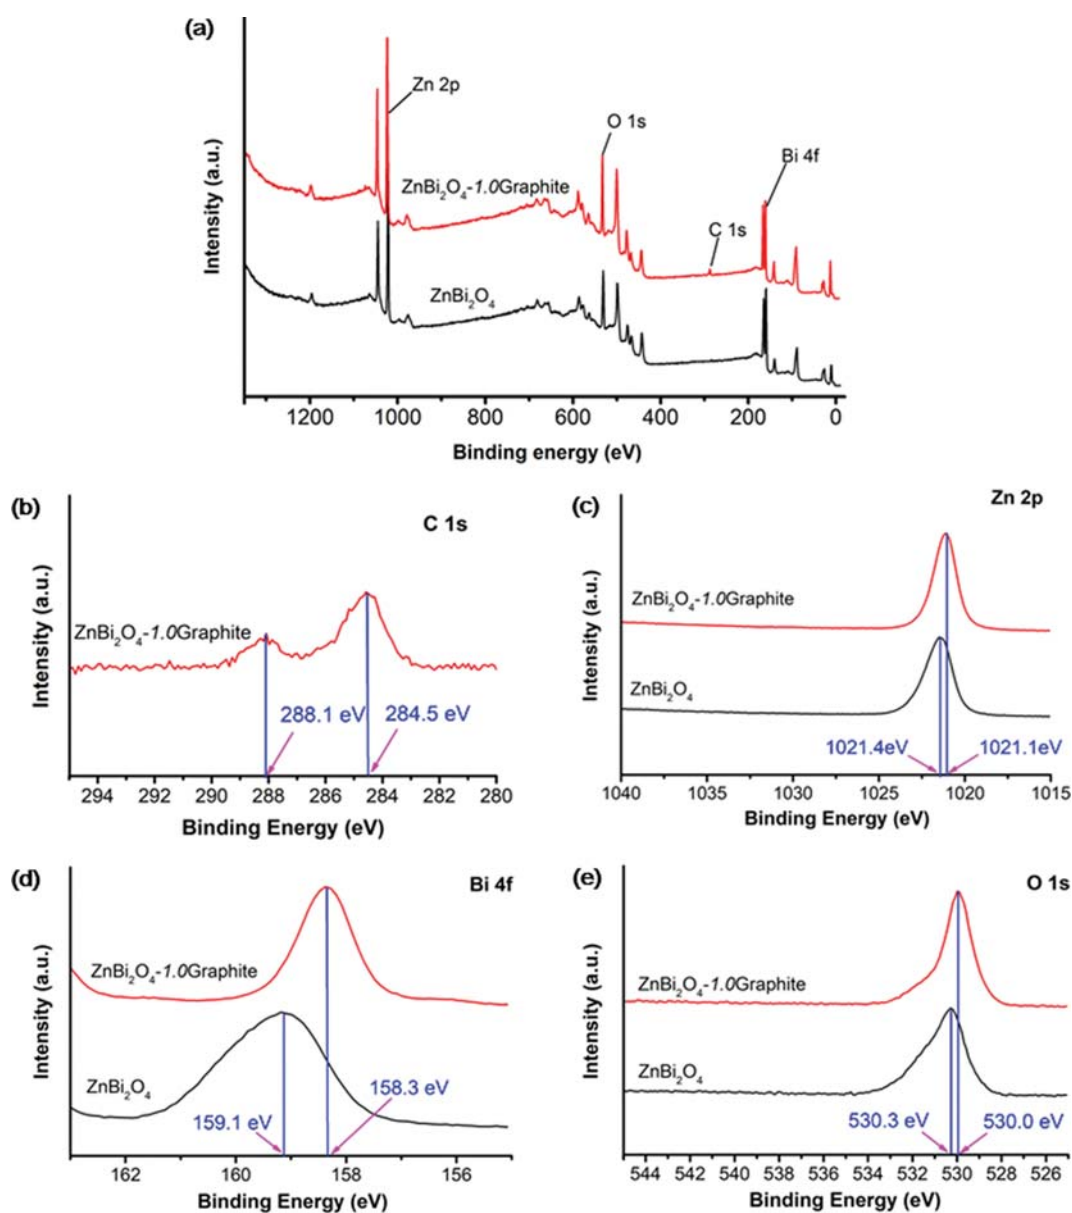 (a)
Zn 2p
O 1s
Bi 4f
ZnBi₂O₄-1.0Graphite
C 1s
ZnBi₂O₄
Intensity (a.u.)
1200 1000 800 600 400 200 0
Binding energy (eV)
(b)
C 1s
ZnBi₂O₄-1.0Graphite
288.1 eV 284.5 eV
Intensity (a.u.)
294 292 290 288 286 284 282 280
Binding Energy (eV)
(c)
Zn 2p
ZnBi₂O₄-1.0Graphite
ZnBi₂O₄
1021.4eV 1021.1eV
Intensity (a.u.)
1040 1035 1030 1025 1020 1015
Binding Energy (eV)
(d)
Bi 4f
ZnBi₂O₄-1.0Graphite
ZnBi₂O₄
158.3 eV
159.1 eV
Intensity (a.u.)
162 160 158 156
Binding Energy (eV)
(e)
O 1s
ZnBi₂O₄-1.0Graphite
ZnBi₂O₄
530.3 eV 530.0 eV
Intensity (a.u.)
544 542 540 538 536 534 532 530 528 526
Binding Energy (eV)